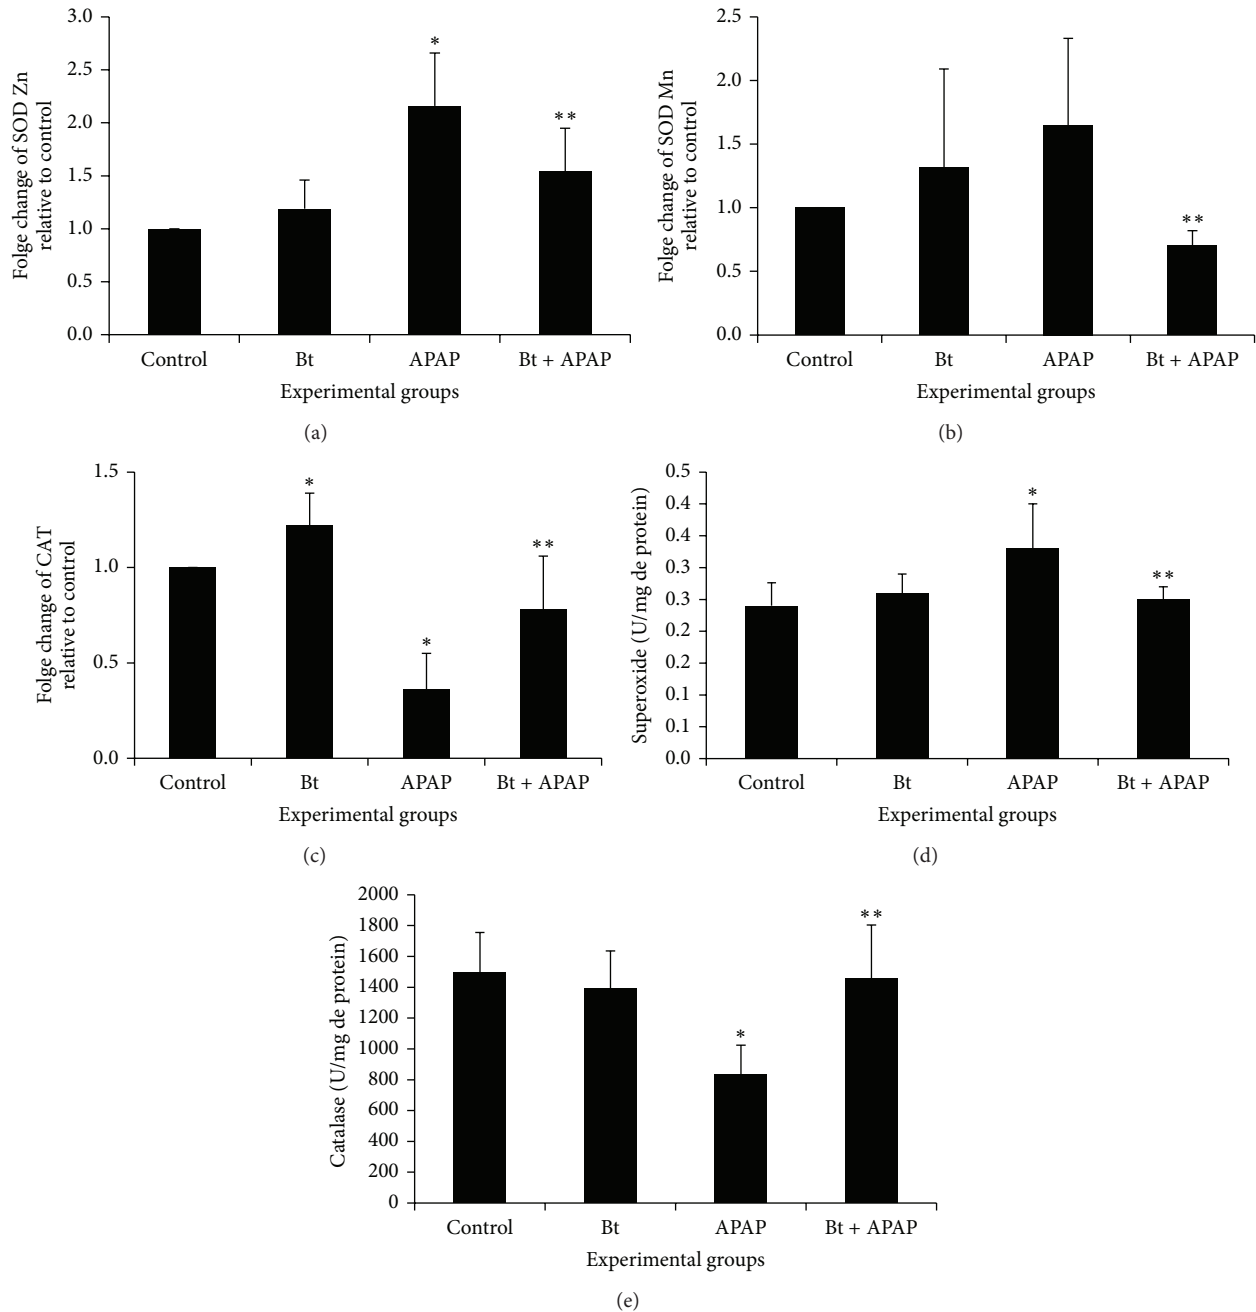 Folge change of SOD Zn
relative to control
3.0
2.5
2.0
1.5
1.0
0.5
0.0
*
**
Control Bt APAP Bt + APAP
Experimental groups
(a)
Folge change of SOD Mn
relative to control
2.5
2.0
1.5
1.0
0.5
0.0
**
Control Bt APAP Bt + APAP
Experimental groups
(b)
Folge change of CAT
relative to control
1.5
1.0
0.5
0.0
*
*
**
Control Bt APAP Bt + APAP
Experimental groups
(c)
Superoxide (U/mg de protein)
0.5
0.4
0.4
0.3
0.3
0.2
0.2
0.1
0.1
0.0
*
**
Control Bt APAP Bt + APAP
Experimental groups
(d)
Catalase (U/mg de protein)
2000
1800
1600
1400
1200
1000
800
600
400
200
0
*
**
Control Bt APAP Bt + APAP
Experimental groups
(e)